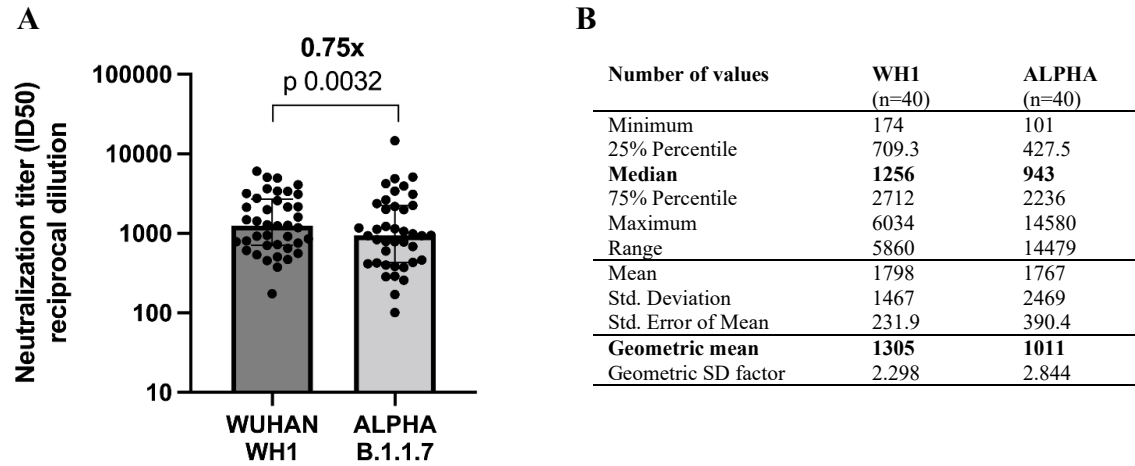 A
0.75x
p 0.0032
Neutralization titer (ID50)
reciprocal dilution
100000
10000
1000
100
10
WUHAN
WH1
ALPHA
B.1.1.7
B
Number of values WH1 ALPHA
(n=40) (n=40)
Minimum 174 101
25% Percentile 709.3 427.5
Median 1256 943
75% Percentile 2712 2236
Maximum 6034 14580
Range 5860 14479
Mean 1798 1767
Std. Deviation 1467 2469
Std. Error of Mean 231.9 390.4
Geometric mean 1305 1011
Geometric SD factor 2.298 2.844